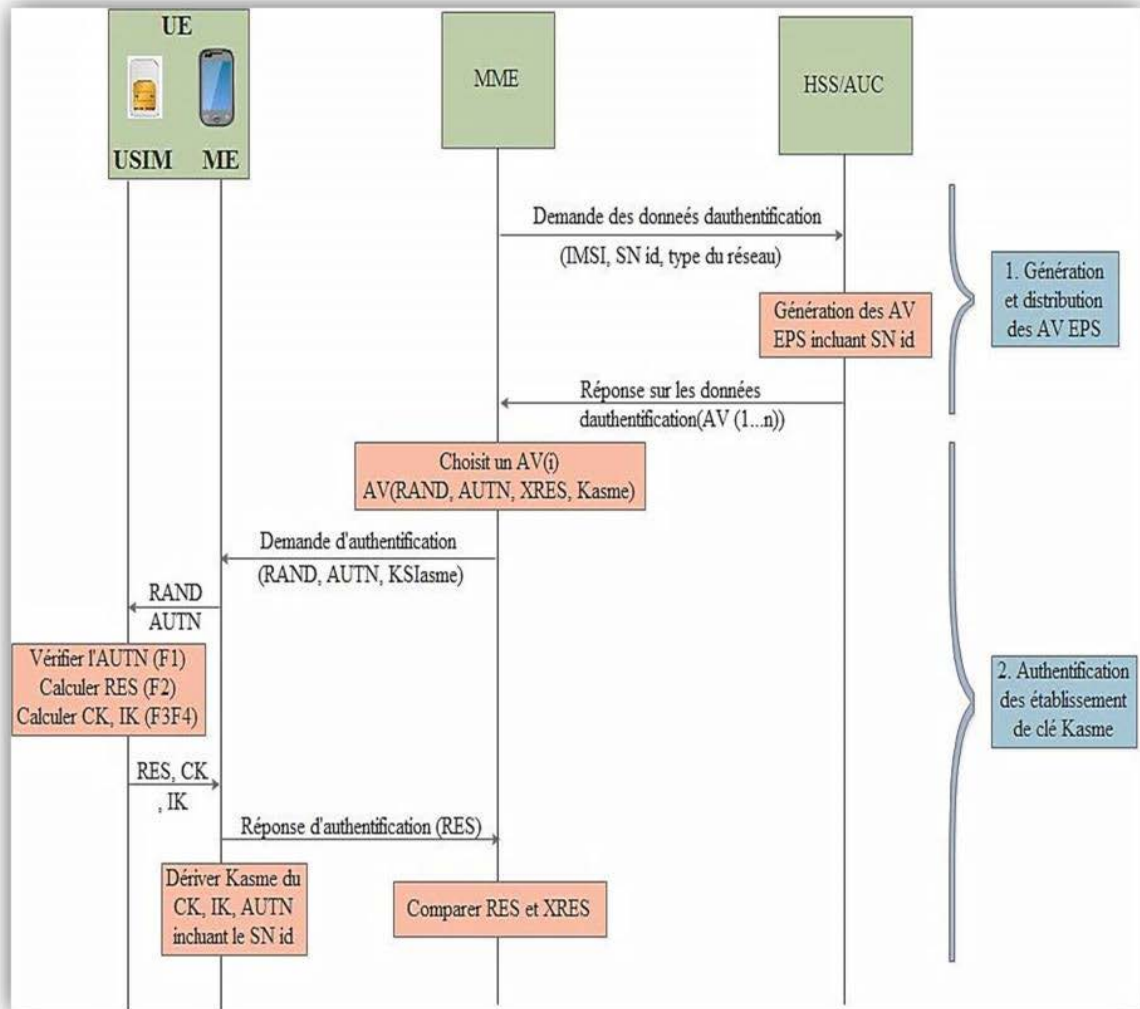 UE
USIM ME
MME
HSS/AUC
Demande des donneés dauthentification
(IMSI, SN id, type du réseau)
Génération des AV
EPS incluant SN id
1. Génération
et distribution
des AV EPS
Réponse sur les données
dauthentification(AV (1...n))
Choisit un AV(i)
AV(RAND, AUTN, XRES, Kasme)
Demande d'authentification
(RAND, AUTN, KSIasme)
RAND
AUTN
Vérifier l'AUTN (F1)
Calculer RES (F2)
Calculer CK, IK (F3F4)
2. Authentification
des établissement
de clé Kasme
RES, CK
, IK
Réponse d'authentification (RES)
Dériver Kasme du
CK, IK, AUTN
incluant le SN id
Comparer RES et XRES